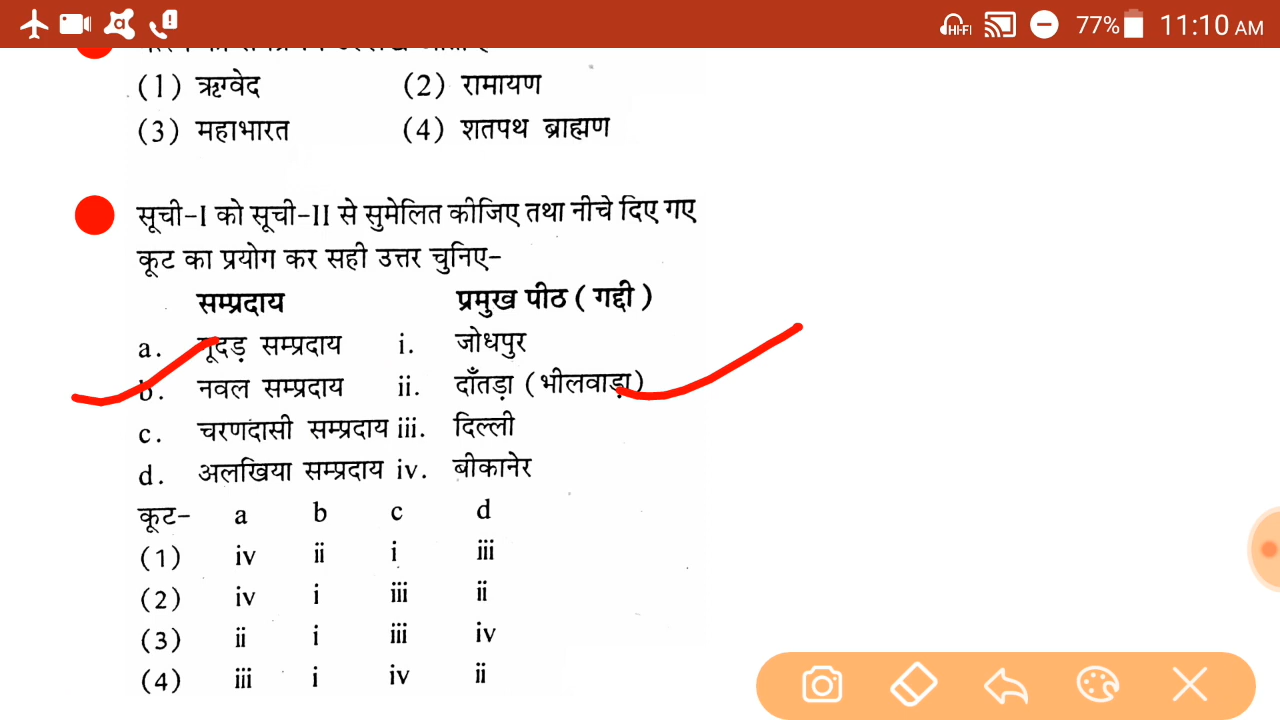 HI-FI 77% 11:10 AM
(1) ऋग्वेद (2) रामायण
(3) महाभारत (4) शतपथ ब्राह्मण
सूची-I को सूची-II से सुमेलित कीजिए तथा नीचे दिए गए
कूट का प्रयोग कर सही उत्तर चुनिए-
सम्प्रदाय प्रमुख पीठ ( गद्दी )
a. गूदड़ सम्प्रदाय i. जोधपुर
b. नवल सम्प्रदाय ii. दाँतड़ा (भीलवाड़ा)
c. चरणदासी सम्प्रदाय iii. दिल्ली
d. अलखिया सम्प्रदाय iv. बीकानेर
कूट- a b c d
(1) iv ii i iii
(2) iv i iii ii
(3) ii i iii iv
(4) iii i iv ii